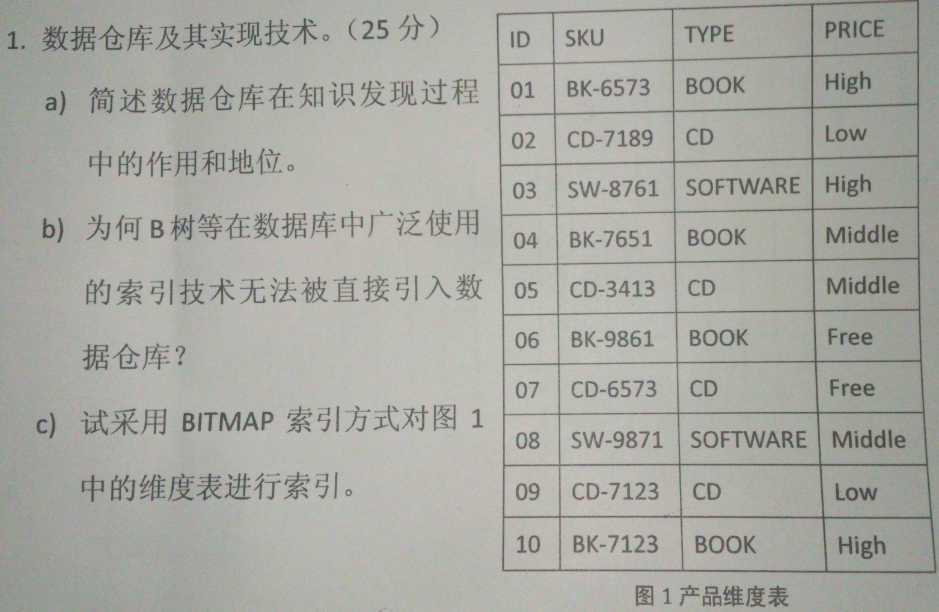 1. 数据仓库及其实现技术。（25 分）
a) 简述数据仓库在知识发现过程
中的作用和地位。
b) 为何 B 树等在数据库中广泛使用
的索引技术无法被直接引入数
据仓库？
c) 试采用 BITMAP 索引方式对图 1
中的维度表进行索引。
ID SKU TYPE PRICE
01 BK-6573 BOOK High
02 CD-7189 CD Low
03 SW-8761 SOFTWARE High
04 BK-7651 BOOK Middle
05 CD-3413 CD Middle
06 BK-9861 BOOK Free
07 CD-6573 CD Free
08 SW-9871 SOFTWARE Middle
09 CD-7123 CD Low
10 BK-7123 BOOK High
图 1 产品维度表